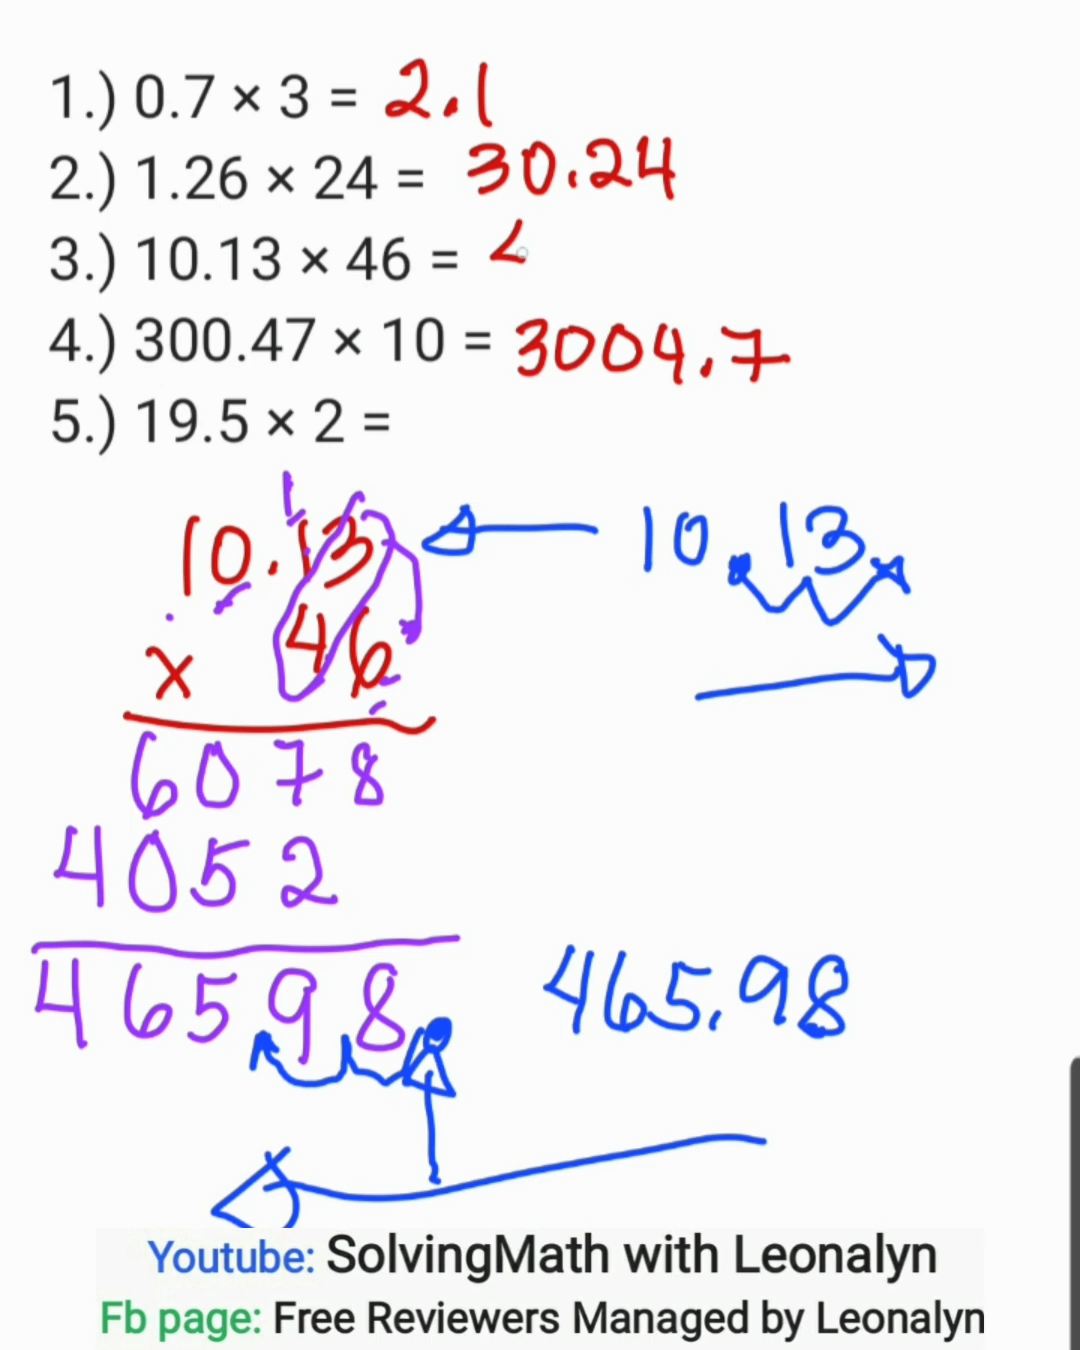 1.) 0.7 × 3 = 2.1
2.) 1.26 × 24 = 30.24
3.) 10.13 × 46 = 4
4.) 300.47 × 10 = 3004.7
5.) 19.5 × 2 =
1
10.13 10.13
x 46
6078
4052
46598 465.98
Youtube: SolvingMath with Leonalyn
Fb page: Free Reviewers Managed by Leonalyn